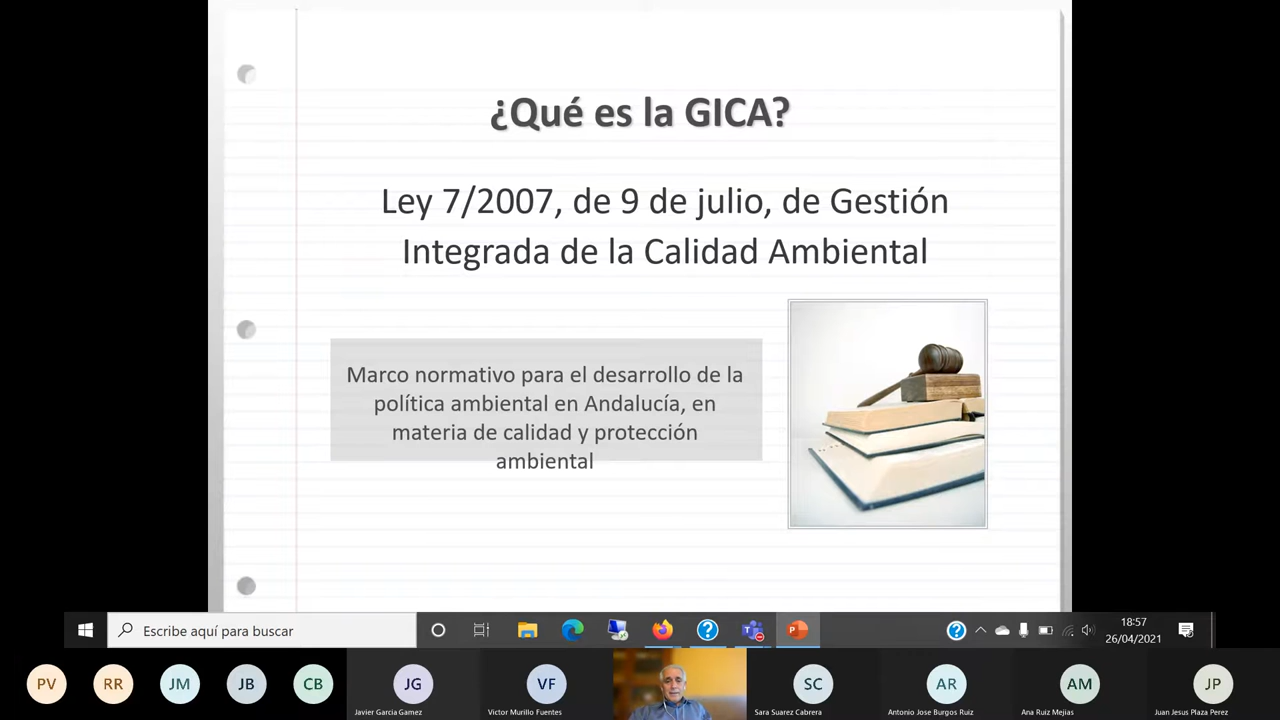 ¿Qué es la GICA?
Ley 7/2007, de 9 de julio, de Gestión
Integrada de la Calidad Ambiental
Marco normativo para el desarrollo de la
política ambiental en Andalucía, en
materia de calidad y protección
ambiental
Escribe aquí para buscar
18:57
26/04/2021
PV
RR
JM
JB
CB
JG
VF
SC
AR
AM
JP
Javier Garcia Gamez
Victor Murillo Fuentes
Sara Suarez Cabrera
Antonio Jose Burgos Ruiz
Ana Ruiz Mejias
Juan Jesus Plaza Perez